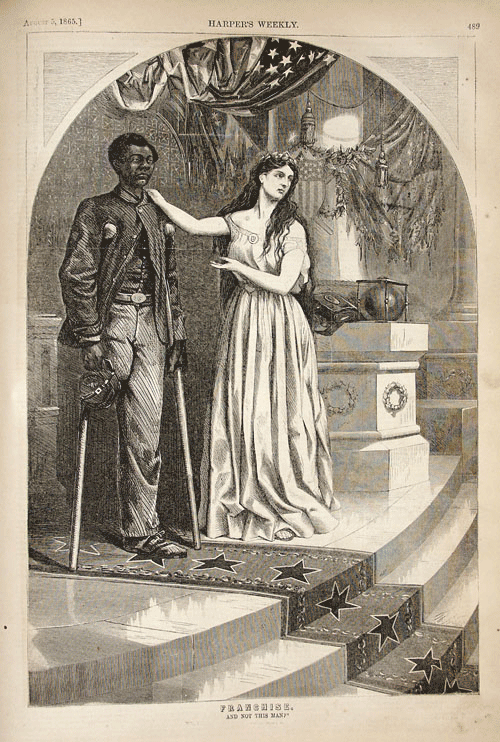 AUGUST 5, 1865.]
HARPER'S WEEKLY.
489
FRANCHISE.
AND NOT THIS MAN?"